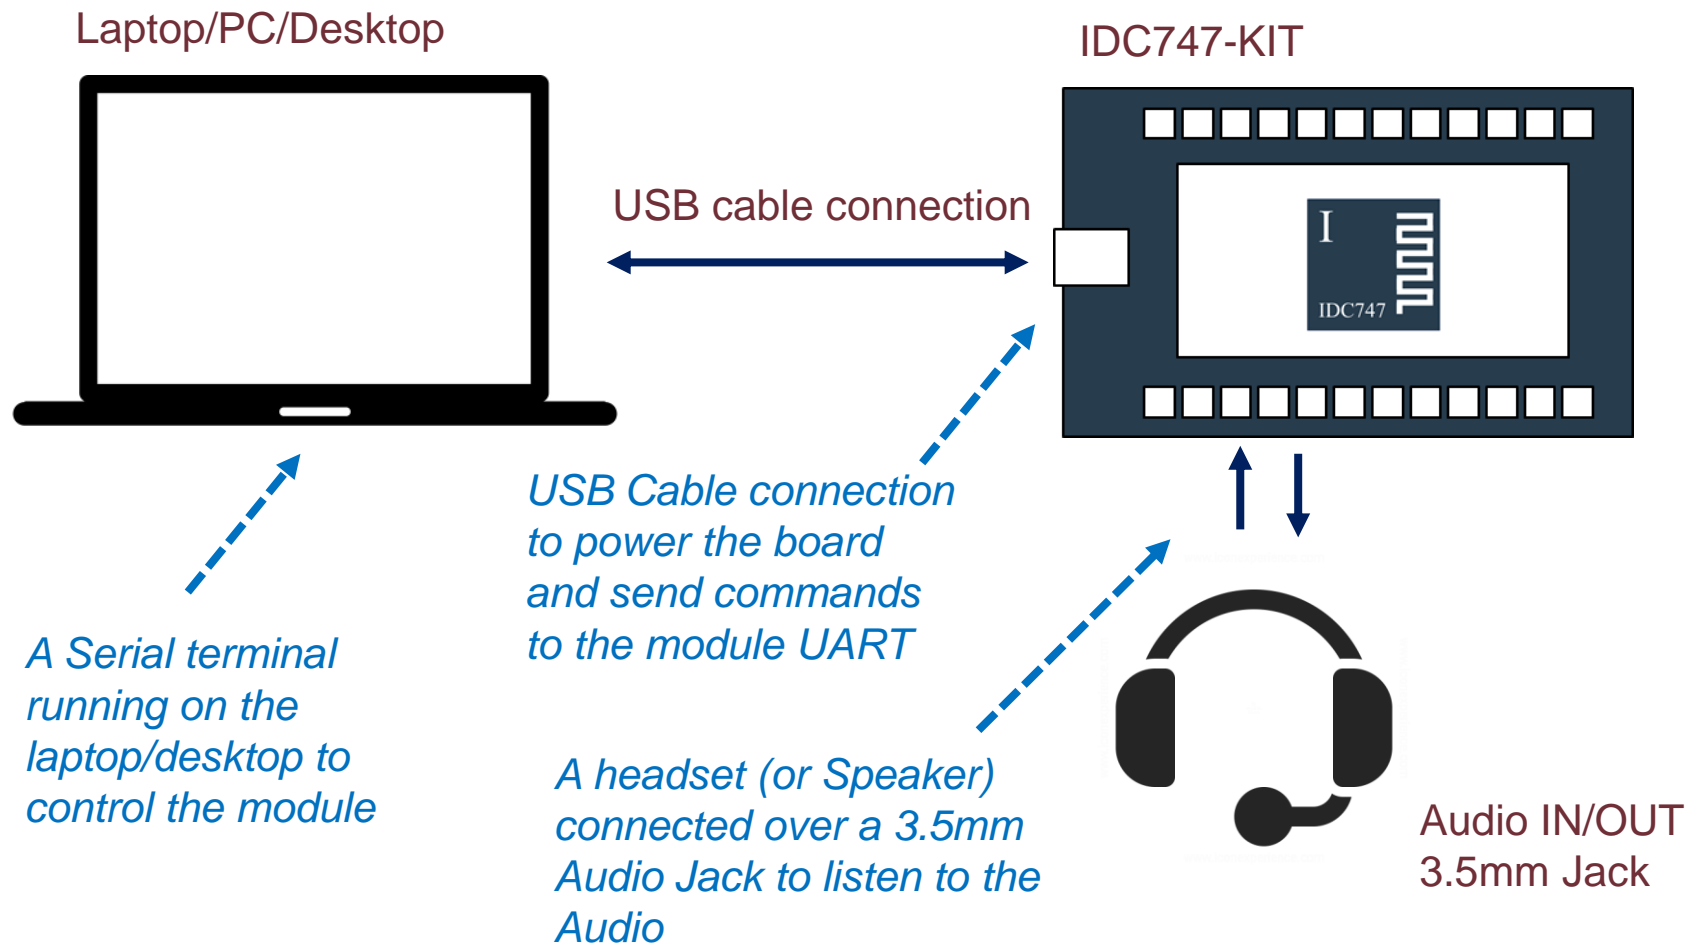 Laptop/PC/Desktop
IDC747-KIT
USB cable connection
I
IDC747
USB Cable connection
to power the board
and send commands
to the module UART
A Serial terminal
running on the
laptop/desktop to
control the module
A headset (or Speaker)
connected over a 3.5mm
Audio Jack to listen to the
Audio
Audio IN/OUT
3.5mm Jack